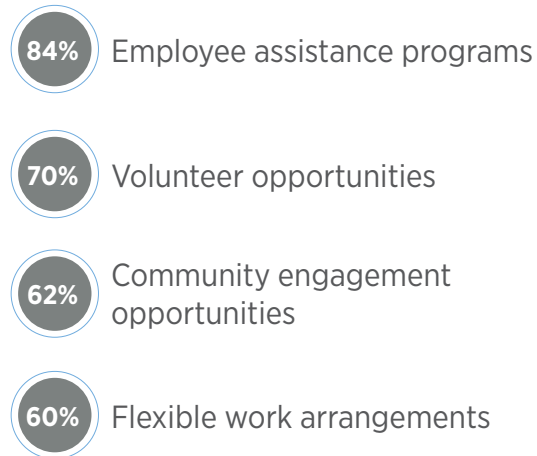 84% Employee assistance programs
70% Volunteer opportunities
62% Community engagement
opportunities
60% Flexible work arrangements